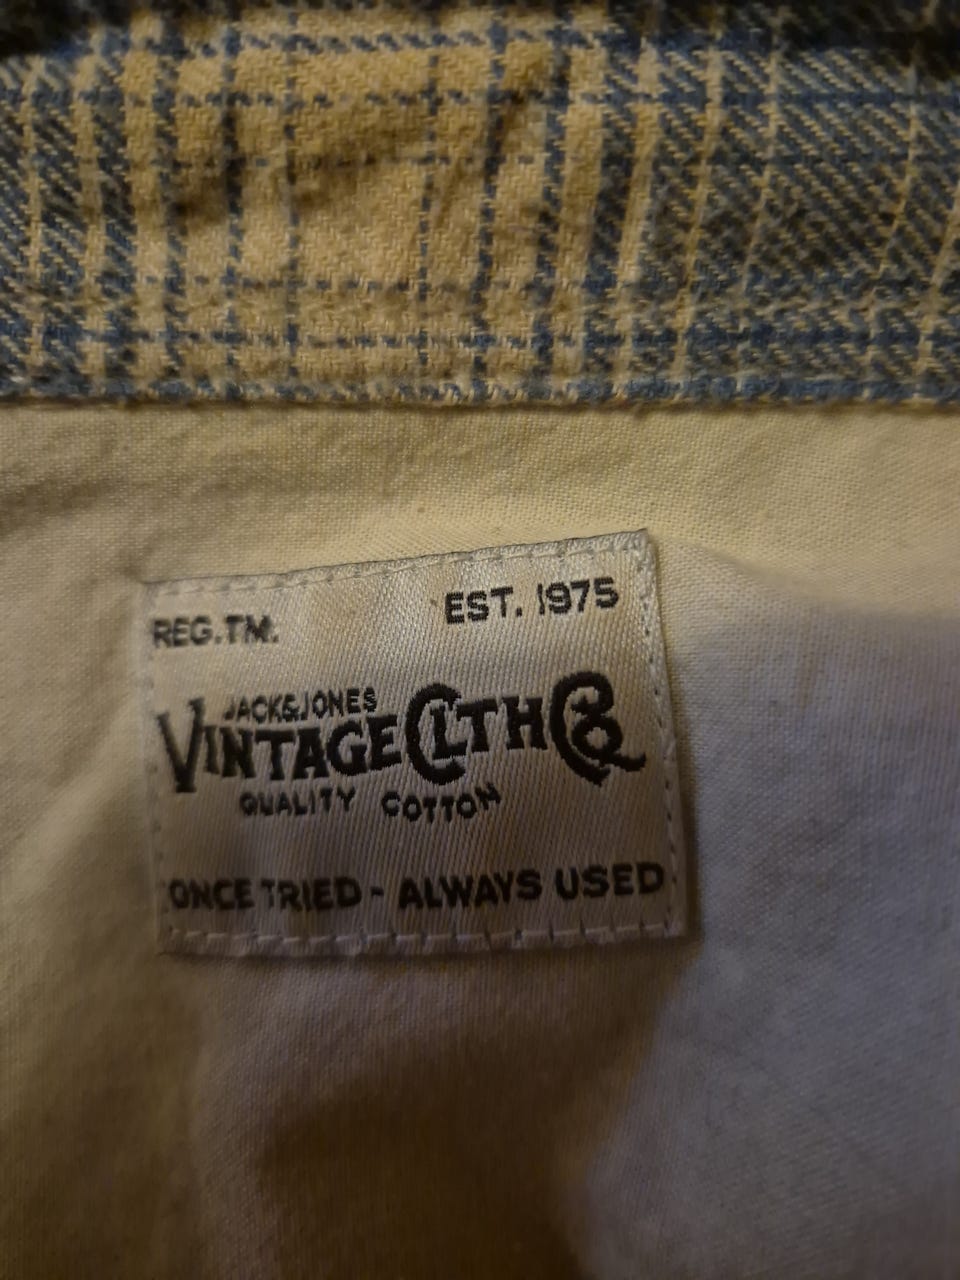 REG.TM. EST. 1975
JACK&JONES
VINTAGE CLTH Co
QUALITY COTTON
ONCE TRIED - ALWAYS USED